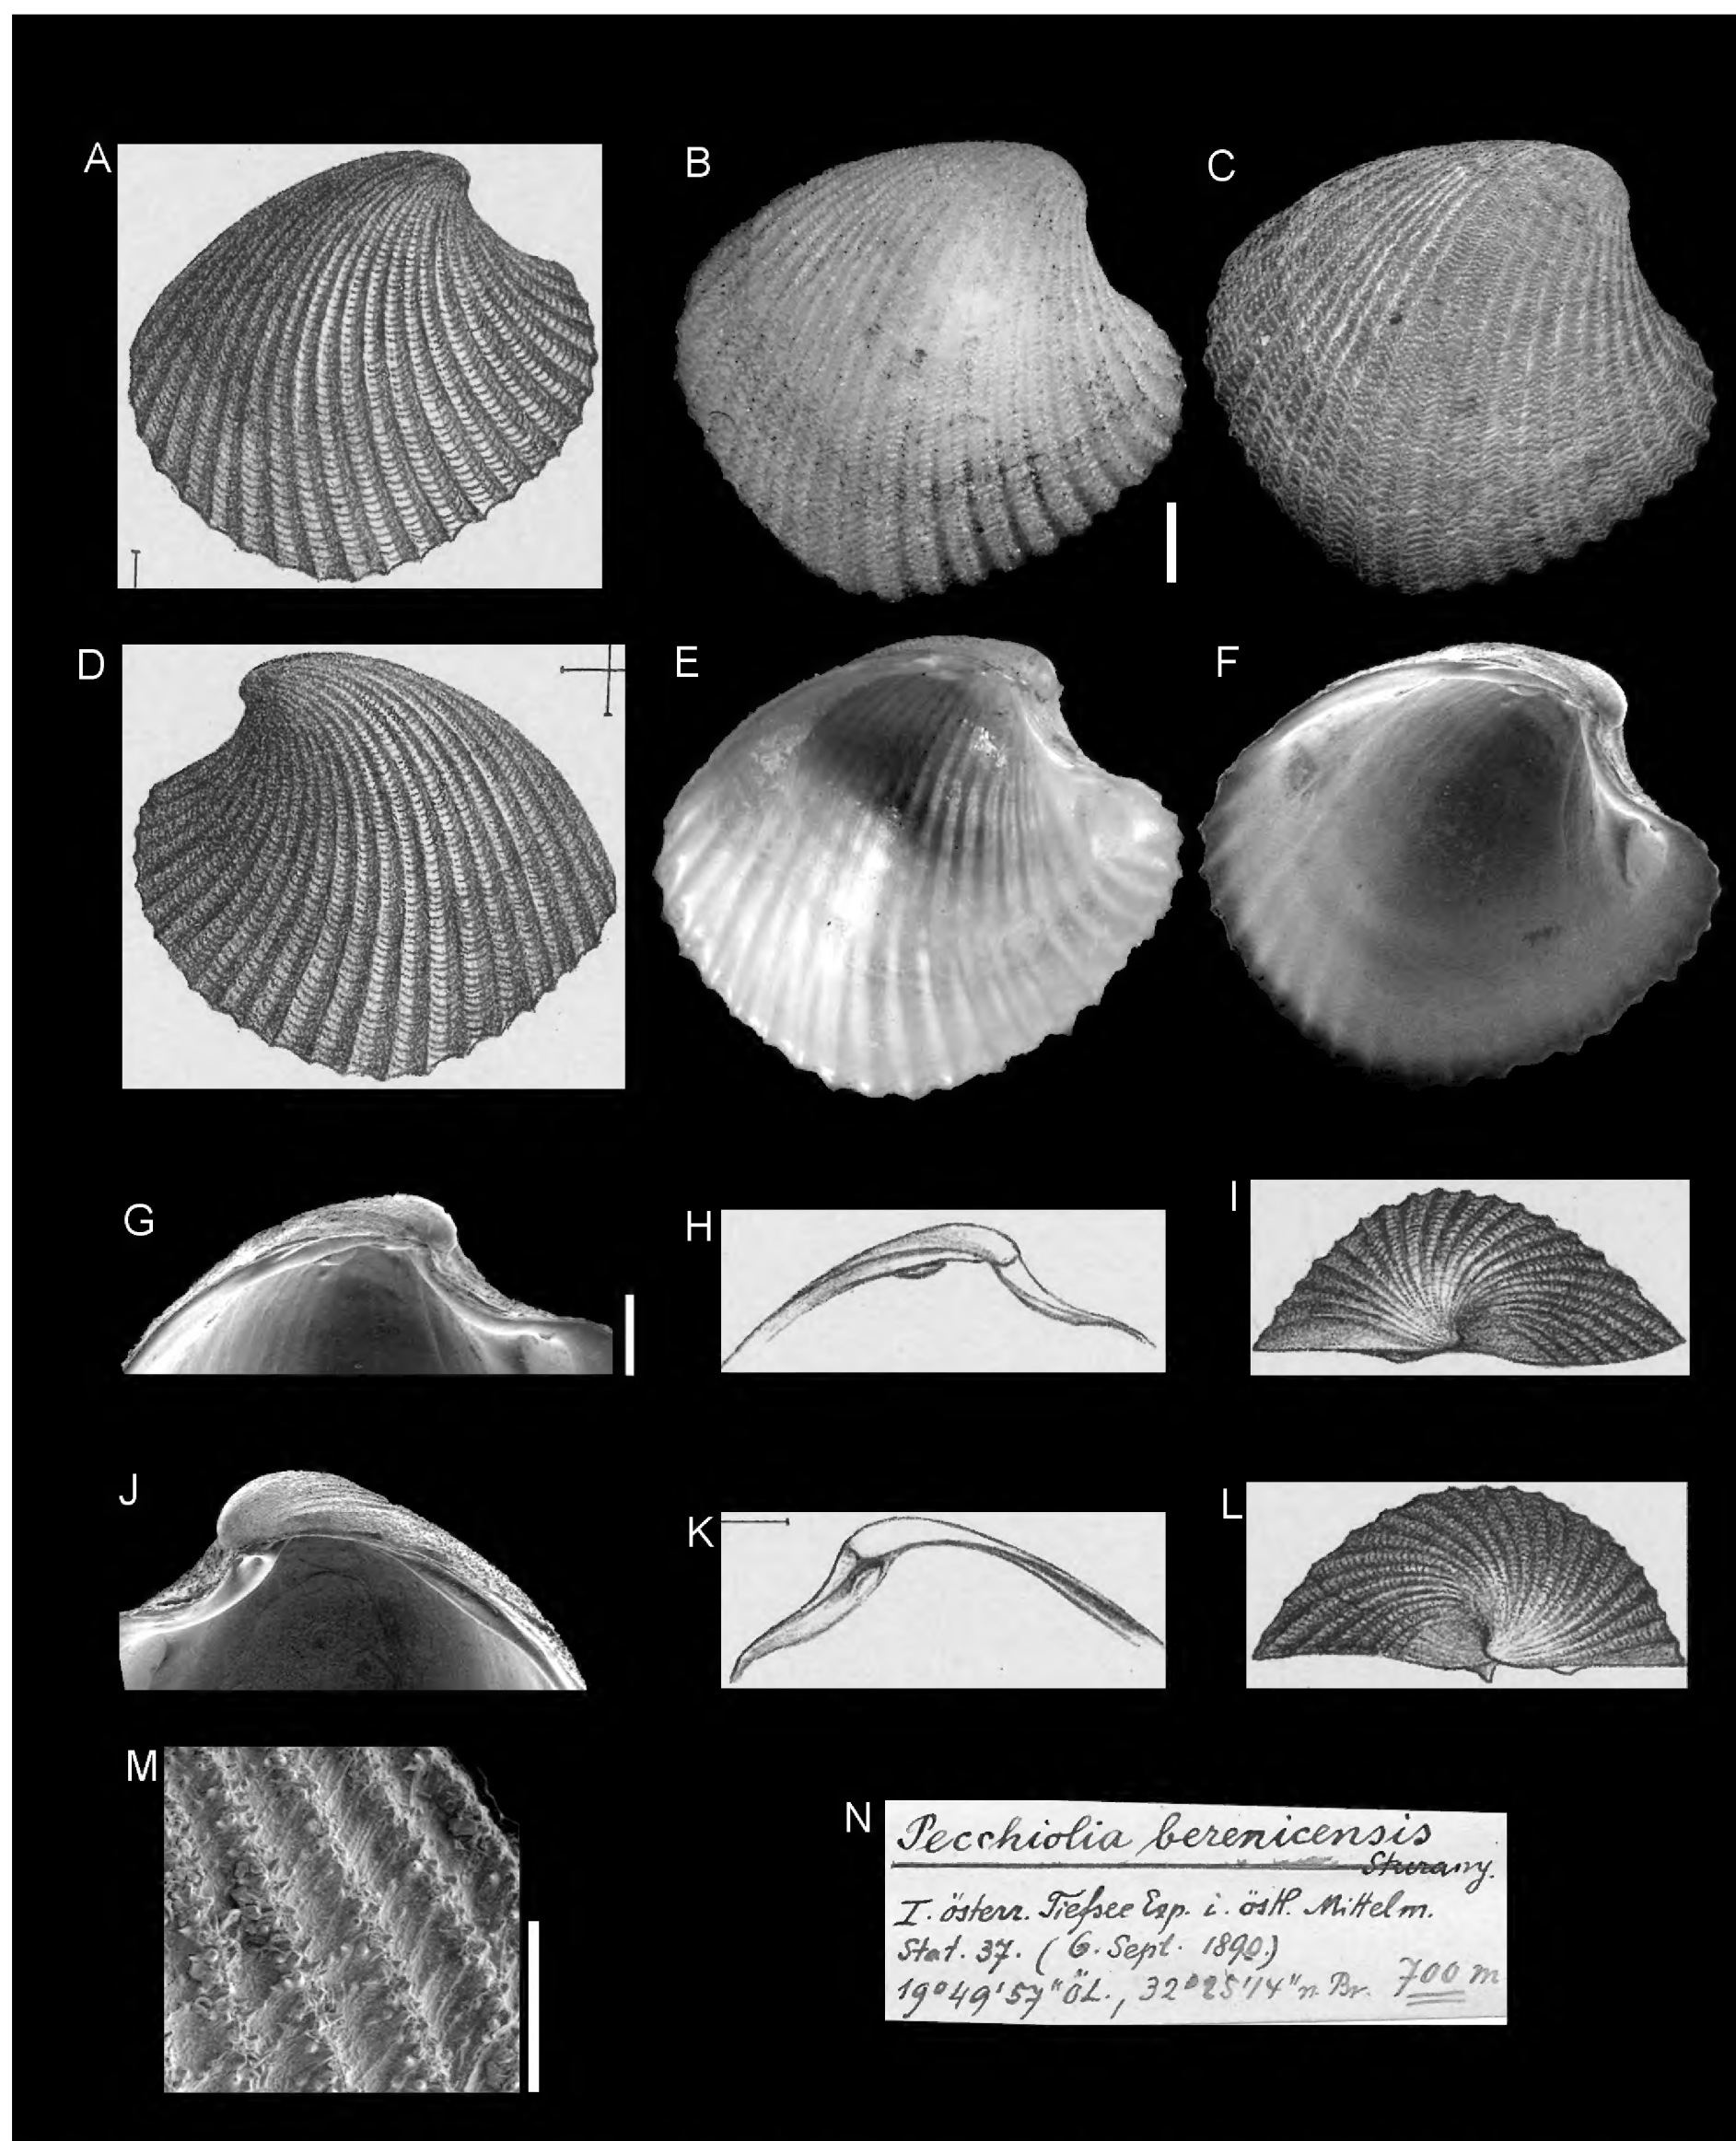 A
B
C
D
E
F
G
H
I
J
K
L
M
N
Pecchiolia berenicensis
Sturany.
I. österr. Tiefsee Exp. i. östl. Mittelm.
Stat. 37. (6. Sept. 1890.)
19°49'57" ÖL., 32°25'14" n. Br. 700 m